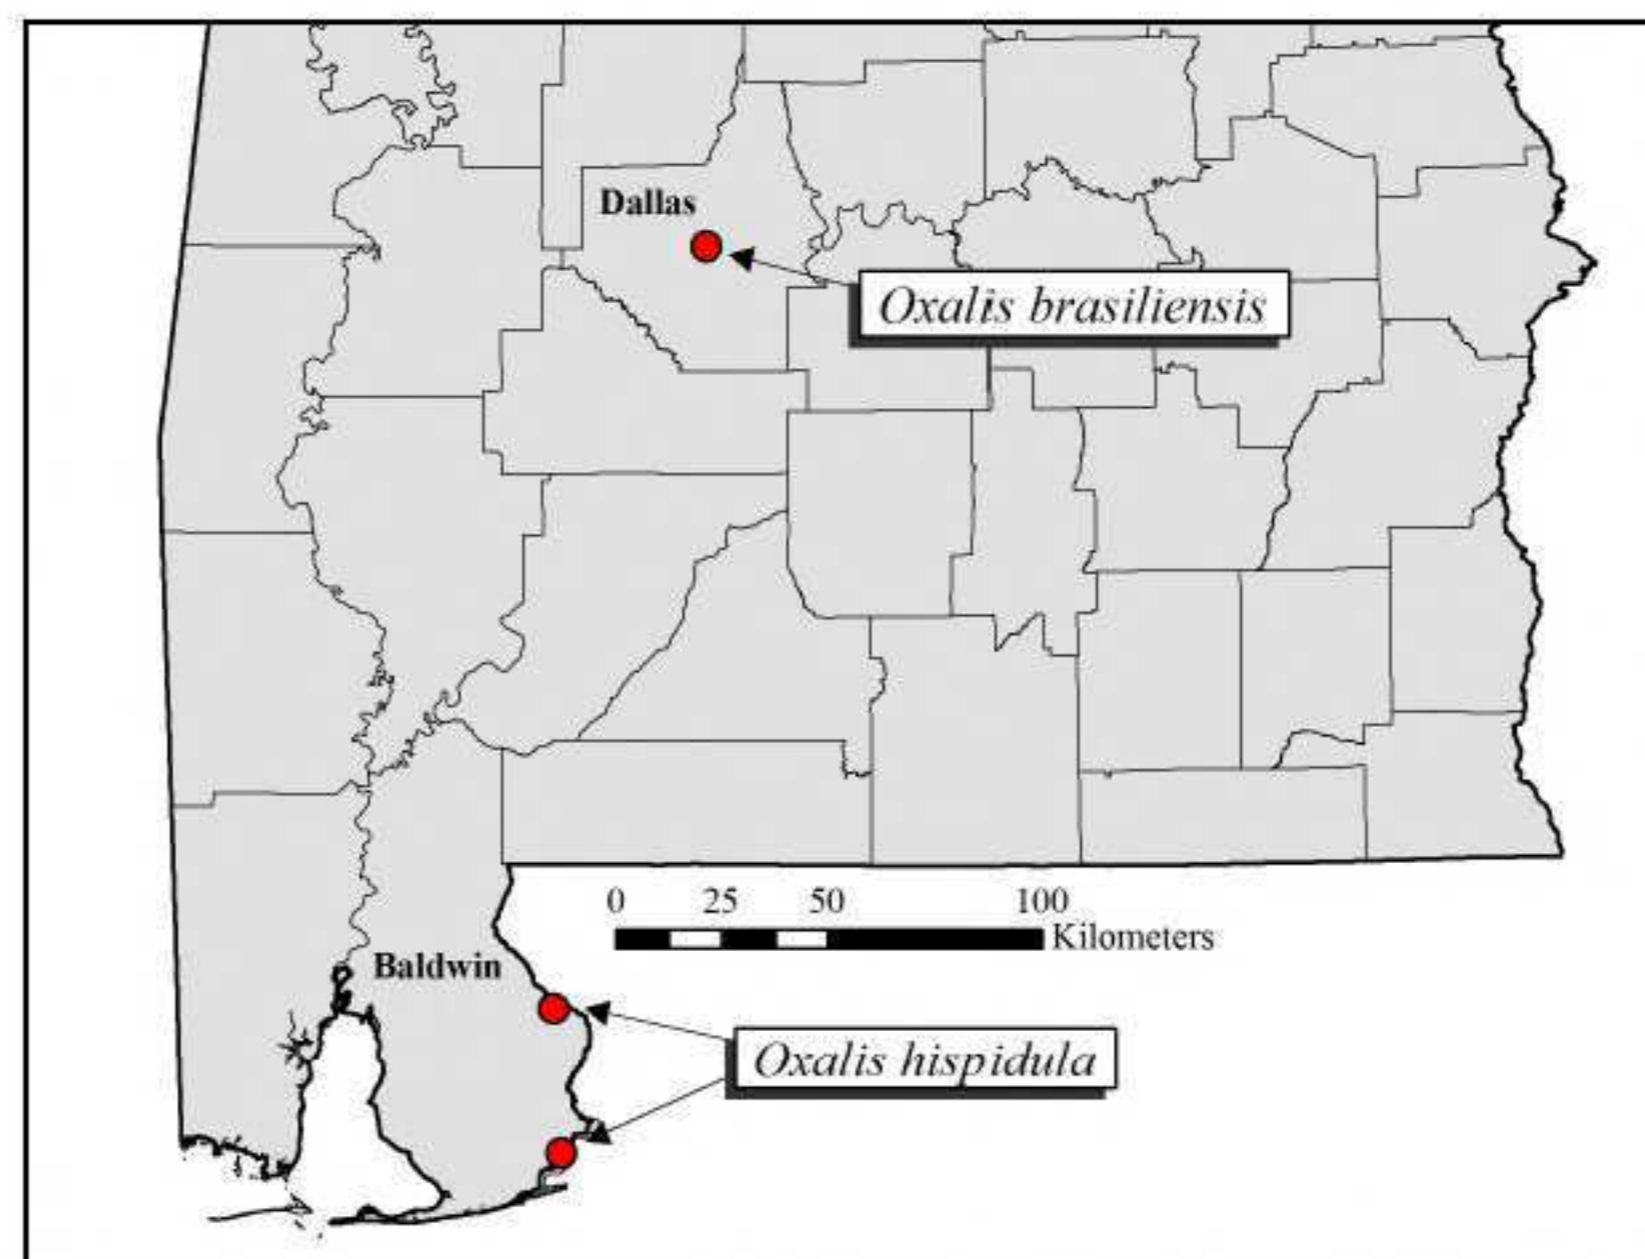 Dallas
Oxalis brasiliensis
0 25 50 100
Kilometers
Baldwin
Oxalis hispidula